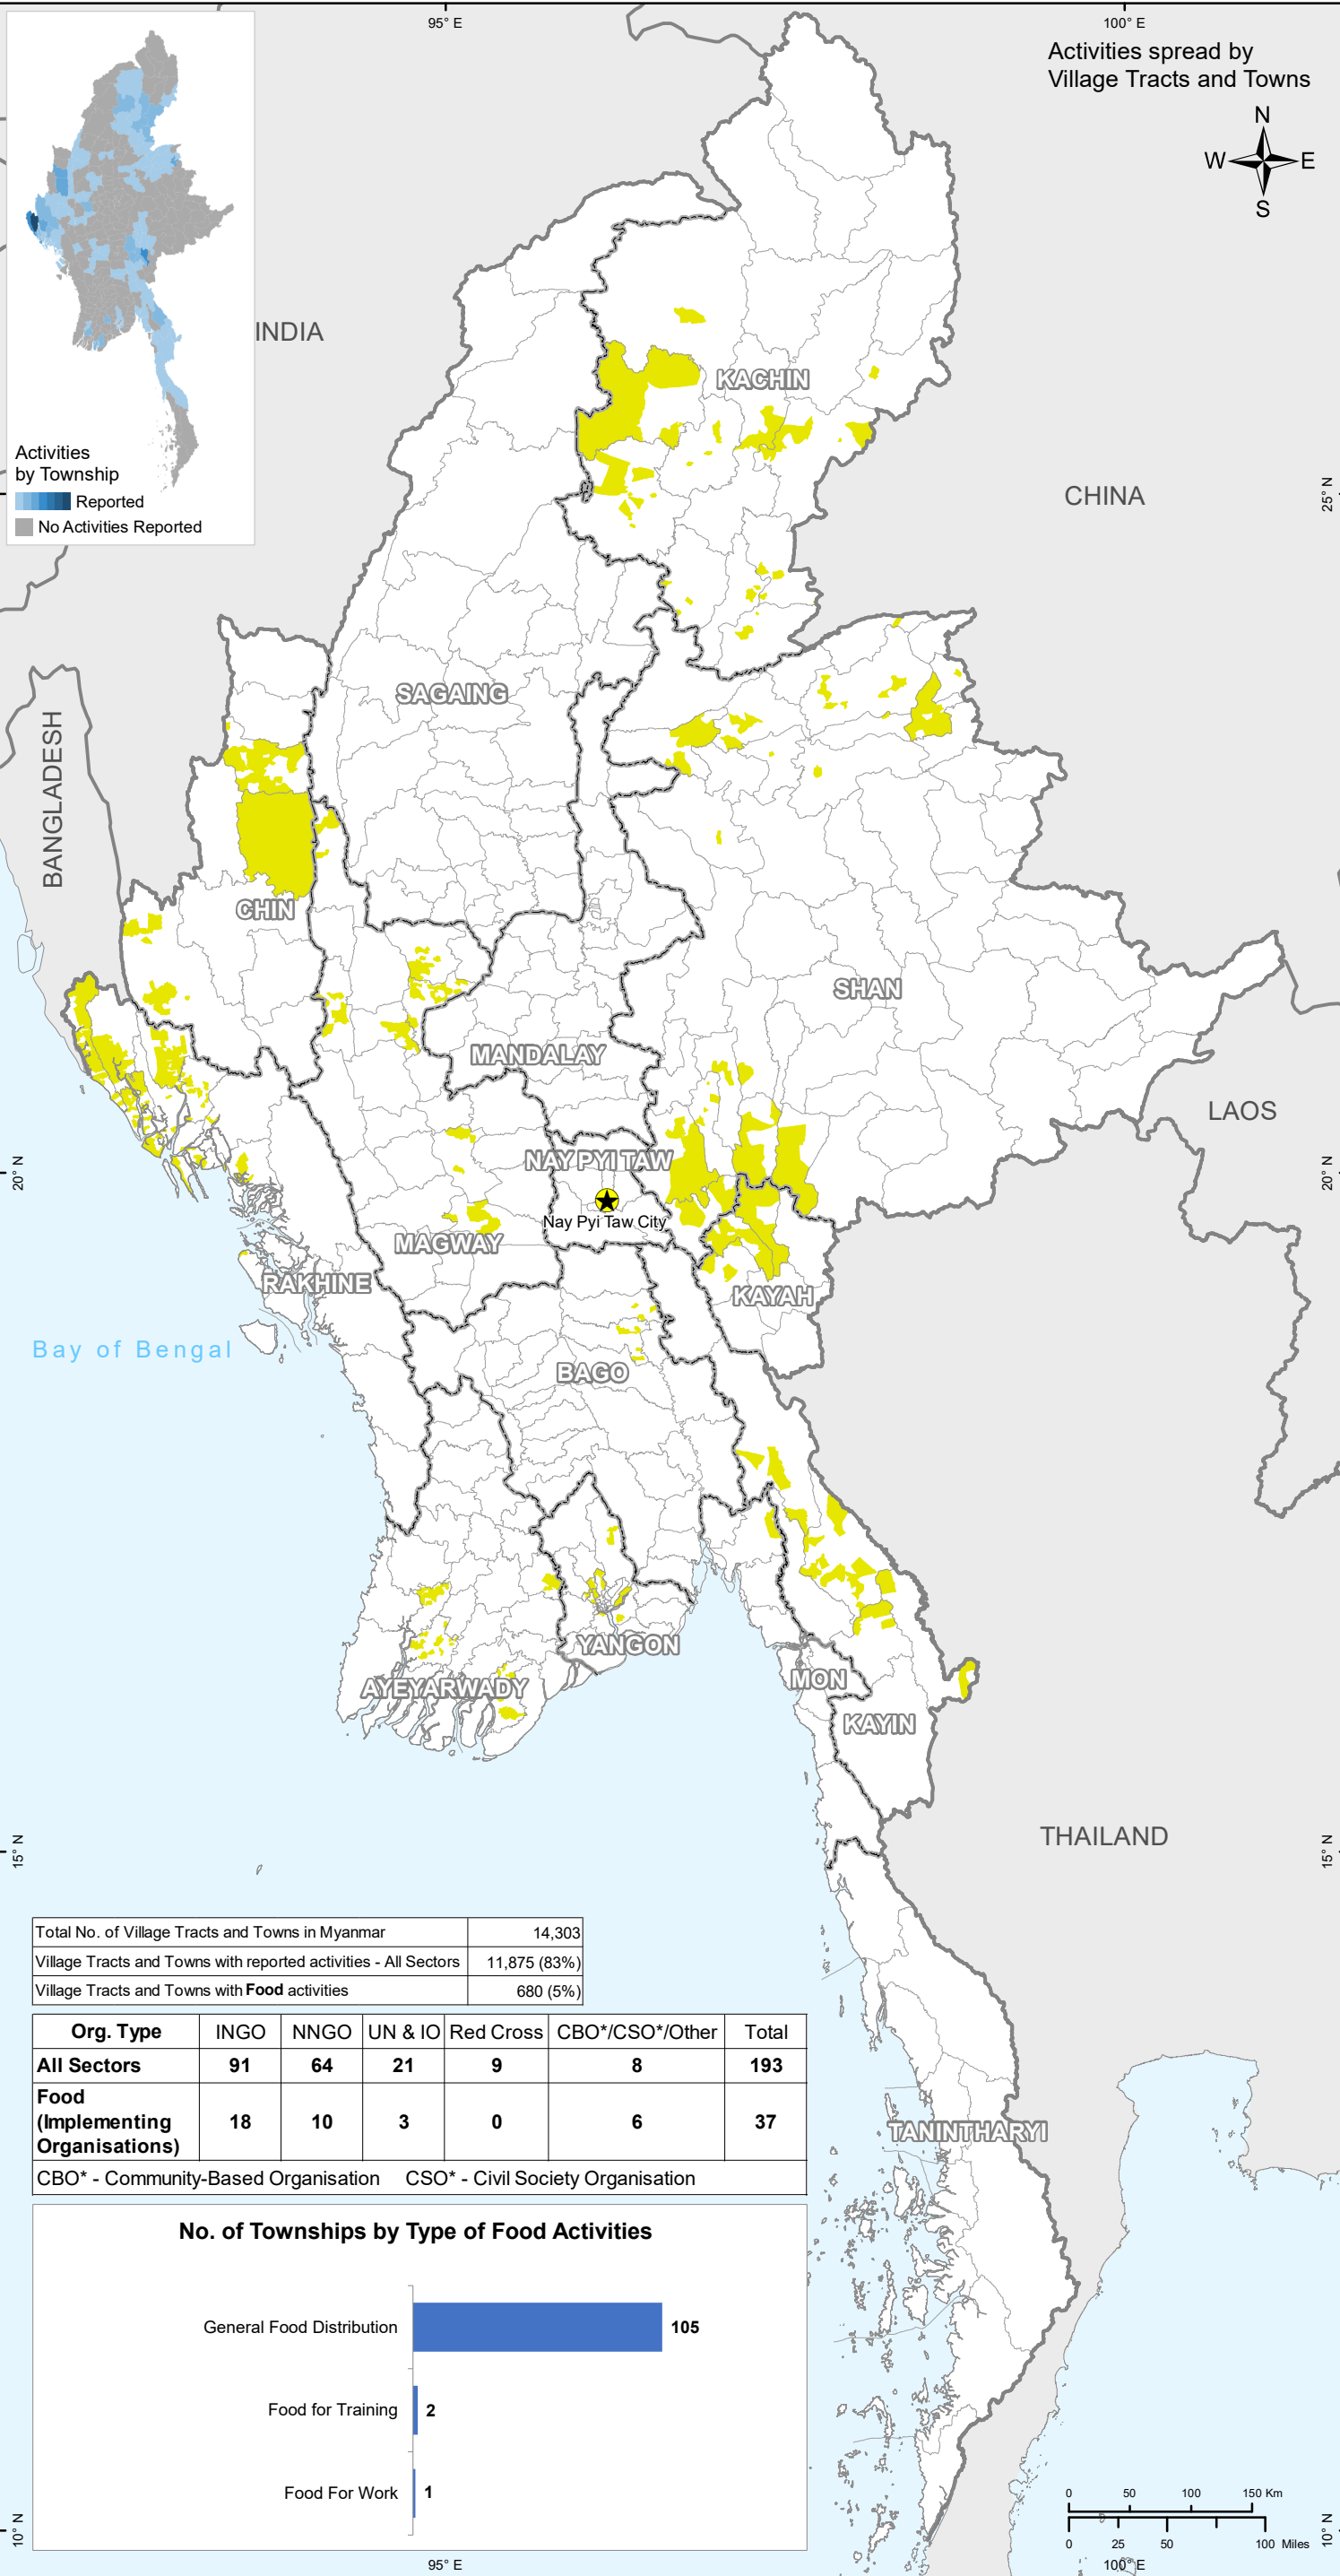 95° E
100° E
Activities spread by
Village Tracts and Towns
N
W
E
S
INDIA
Activities
by Township
Reported
No Activities Reported
KACHIN
CHINA
25° N
SAGAING
BANGLADESH
CHIN
SHAN
MANDALAY
LAOS
20° N
20° N
NAY PYI TAW
Nay Pyi Taw City
MAGWAY
RAKHINE
KAYAH
Bay of Bengal
BAGO
YANGON
AYEYARWADY
MON
KAYIN
THAILAND
15° N
15° N
Total No. of Village Tracts and Towns in Myanmar 14,303
Village Tracts and Towns with reported activities - All Sectors 11,875 (83%)
Village Tracts and Towns with Food activities 680 (5%)
Org. Type INGO NNGO UN & IO Red Cross CBO*/CSO*/Other Total
All Sectors 91 64 21 9 8 193
Food
(Implementing 18 10 3 0 6 37
Organisations)
CBO* - Community-Based Organisation CSO* - Civil Society Organisation
TANINTHARYI
No. of Townships by Type of Food Activities
General Food Distribution 105
Food for Training 2
Food For Work 1
0 50 100 150 Km
0 25 50 100 Miles
10° N
10° N
95° E
100° E